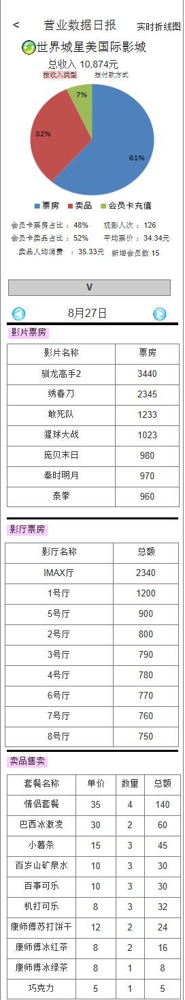 < 营业数据日报 实时折线图
世界城星美国际影城
总收入 10,874元
按收入类型 按付款方式
7%
32%
61%
票房 卖品 会员卡充值
会员卡票房占比 ：48% 观影人次 ：126
会员卡卖品占比 ：52% 平均票价 ：34.34元
卖品人均消费 ：35.33元 新增会员数 15
V
8月27日
影片票房
影片名称 票房
驯龙高手2 3440
绣春刀 2345
敢死队 1233
猩球大战 1023
庞贝末日 980
秦时明月 970
泰拳 960
影厅票房
影厅名称 总额
IMAX厅 2340
1号厅 1200
5号厅 900
2号厅 800
3号厅 790
4号厅 780
6号厅 770
7号厅 760
8号厅 750
卖品售卖
套餐名称 单价 数量 总额
情侣套餐 35 4 140
巴西冰激凌 30 2 60
小薯条 15 3 45
百岁山矿泉水 10 3 30
百事可乐 10 3 30
机打可乐 8 3 32
康师傅苏打饼干 12 2 24
康师傅冰红茶 8 2 16
康师傅冰绿茶 8 1 8
巧克力 5 1 5